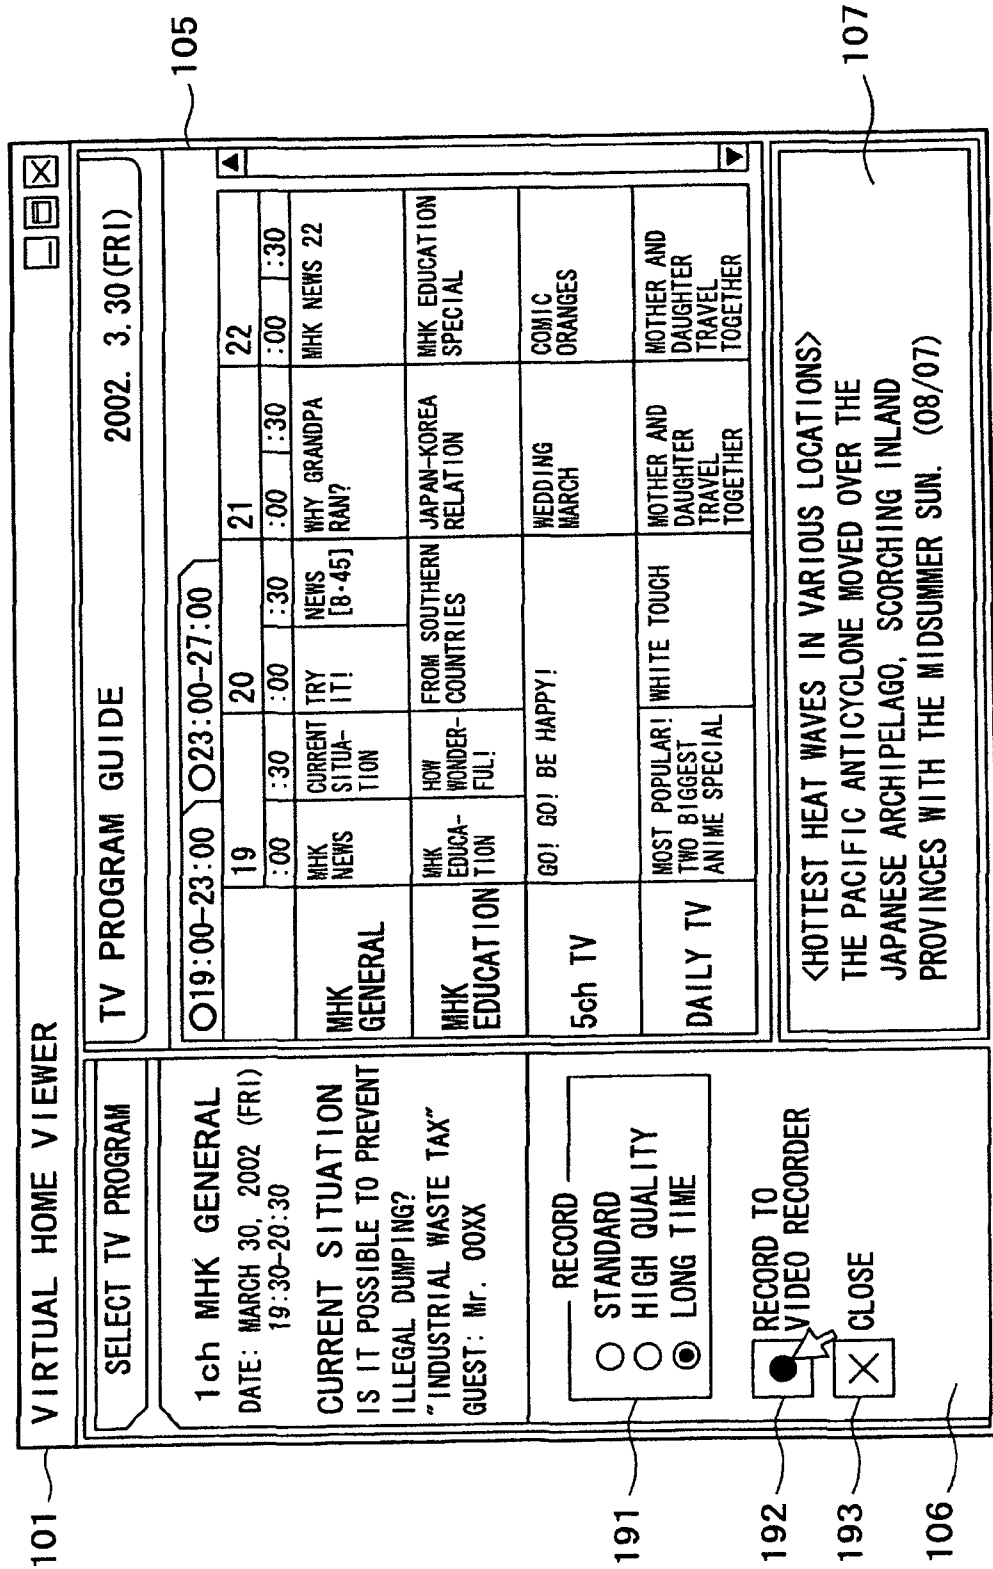 101
VIRTUAL HOME VIEWER
SELECT TV PROGRAM
1ch MHK GENERAL
DATE: MARCH 30, 2002 (FRI)
19:30-20:30
CURRENT SITUATION
IS IT POSSIBLE TO PREVENT
ILLEGAL DUMPING?
"INDUSTRIAL WASTE TAX"
GUEST: Mr. OOXX
RECORD
STANDARD
HIGH QUALITY
LONG TIME
191
RECORD TO
VIDEO RECORDER
192
CLOSE
193
106
TV PROGRAM GUIDE
2002. 3. 30(FRI)
105
19:00-23:00
23:00-27:00
19
20
21
22
:00
:30
:00
:30
:00
:30
:00
:30
MHK
GENERAL
MHK
NEWS
CURRENT
SITUA-
TION
TRY
IT!
NEWS
[8·45]
WHY GRANDPA
RAN?
MHK NEWS 22
MHK
EDUCATION
MHK
EDUCA-
TION
HOW
WONDER-
FUL!
FROM SOUTHERN
COUNTRIES
JAPAN-KOREA
RELATION
MHK EDUCATION
SPECIAL
5ch TV
GO! GO! BE HAPPY!
WEDDING
MARCH
COMIC
ORANGES
DAILY TV
MOST POPULAR!
TWO BIGGEST
ANIME SPECIAL
WHITE TOUCH
MOTHER AND
DAUGHTER
TRAVEL
TOGETHER
MOTHER AND
DAUGHTER
TRAVEL
TOGETHER
<HOTTEST HEAT WAVES IN VARIOUS LOCATIONS>
THE PACIFIC ANTICYCLONE MOVED OVER THE
JAPANESE ARCHIPELAGO, SCORCHING INLAND
PROVINCES WITH THE MIDSUMMER SUN. (08/07)
107